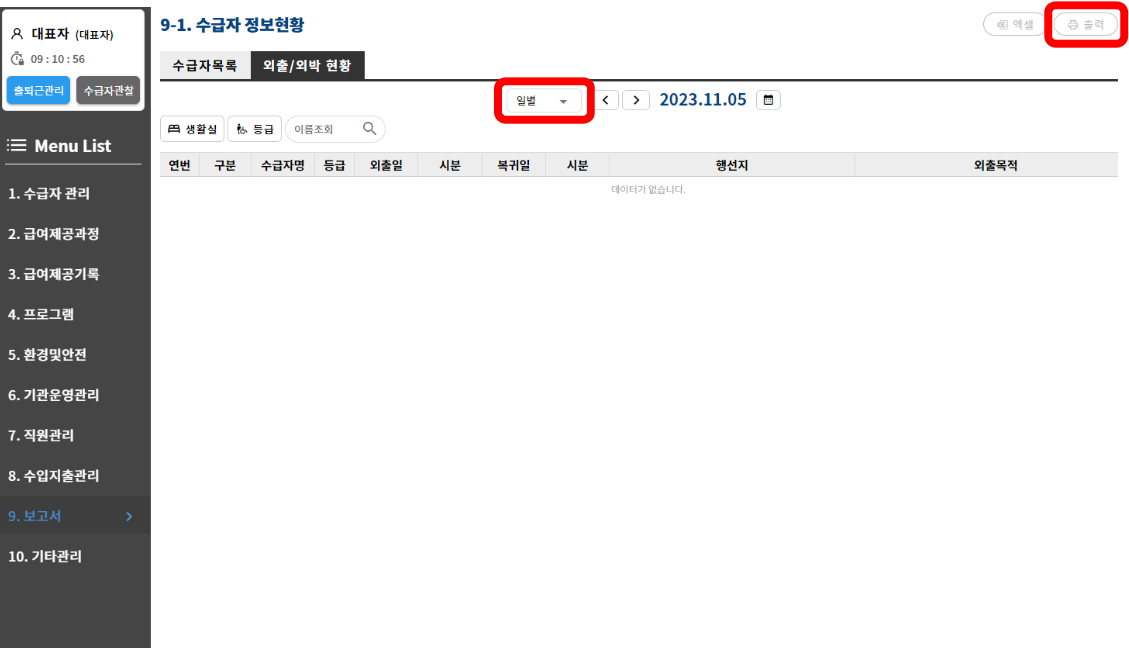 대표자 (대표자)
09 : 10 : 56
출퇴근관리 수급자관찰
Menu List
1. 수급자 관리
2. 급여제공과정
3. 급여제공기록
4. 프로그램
5. 환경및안전
6. 기관운영관리
7. 직원관리
8. 수입지출관리
9. 보고서
10. 기타관리
9-1. 수급자 정보현황
엑셀 출력
수급자목록 외출/외박 현황
일별 2023.11.05
생활실 등급 이름조회
연번 구분 수급자명 등급 외출일 시분 복귀일 시분 행선지 외출목적
데이터가 없습니다.